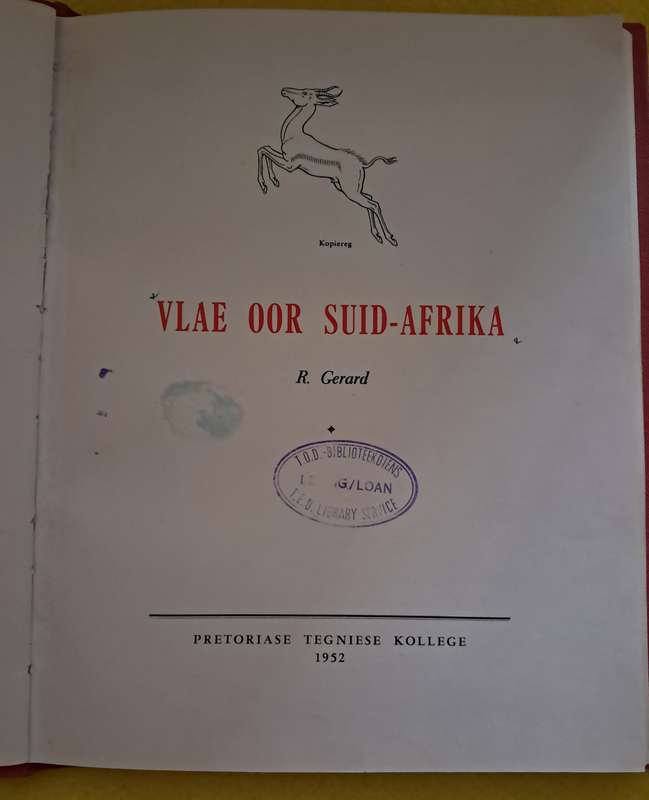 Kopiereg
VLAE OOR SUID-AFRIKA
R. Gerard
T.O.D.-BIBLIOTEEKDIENS
/LOAN
T.E.D. LIBRARY SERVICE
PRETORIASE TEGNIESE KOLLEGE
1952